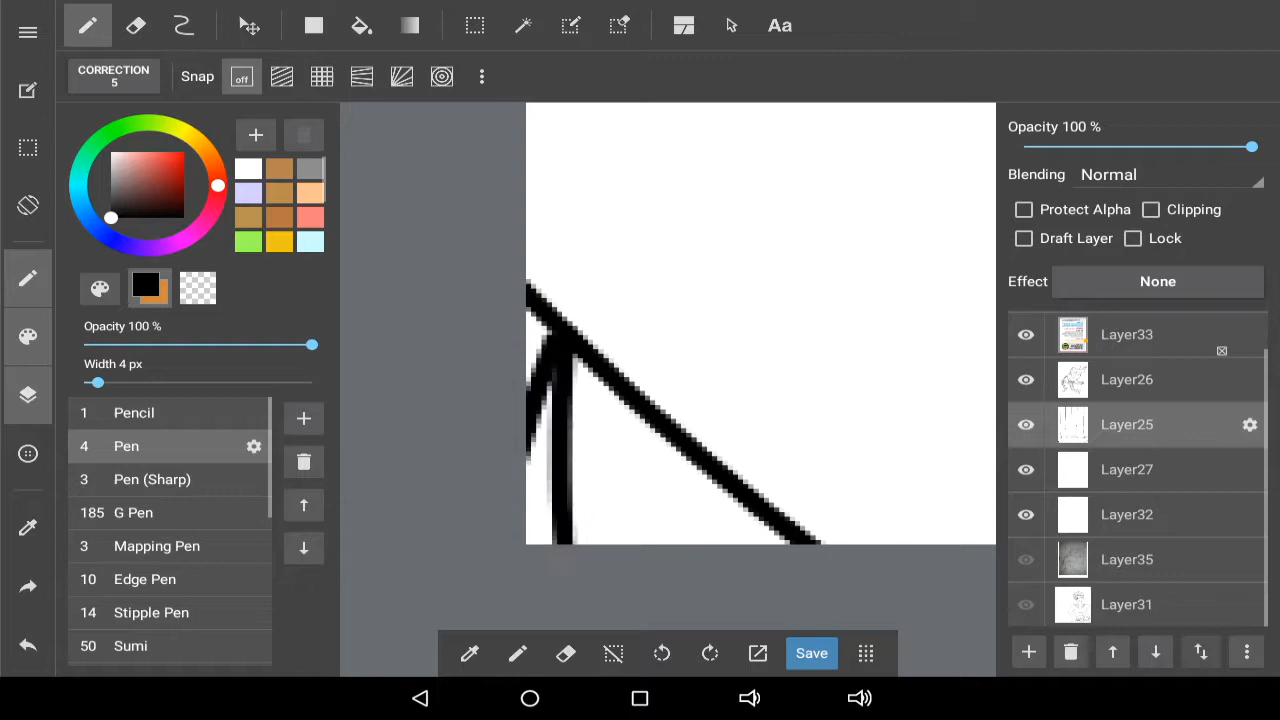 Aa
CORRECTION
5
Snap
off
Opacity 100 %
Width 4 px
1 Pencil
4 Pen
3 Pen (Sharp)
185 G Pen
3 Mapping Pen
10 Edge Pen
14 Stipple Pen
50 Sumi
Save
Opacity 100 %
Blending Normal
Protect Alpha Clipping
Draft Layer Lock
Effect None
Layer33
Layer26
Layer25
Layer27
Layer32
Layer35
Layer31